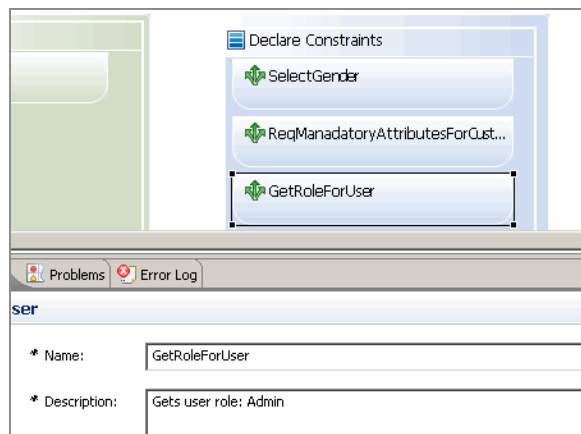 Declare Constraints
SelectGender
ReqManadatoryAttributesForCust...
GetRoleForUser
Problems Error Log
ser
* Name: GetRoleForUser
* Description: Gets user role: Admin